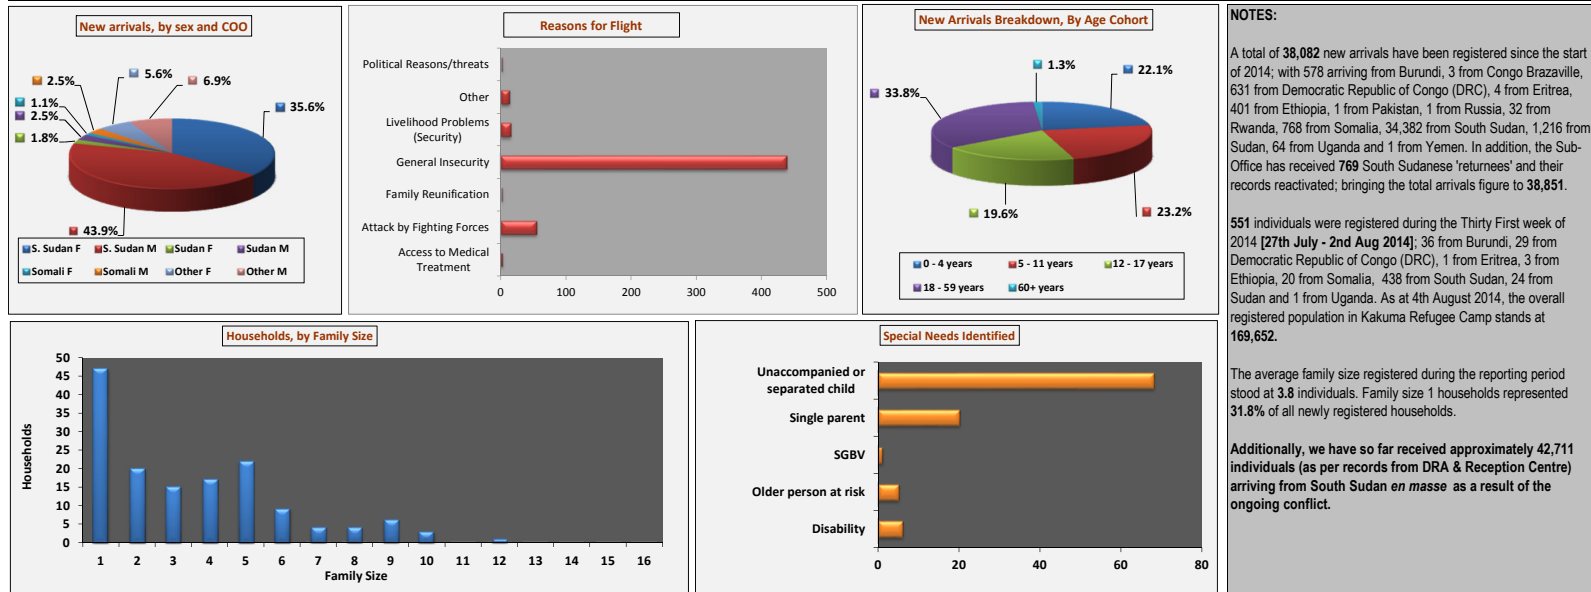 New arrivals, by sex and COO
2.5%
5.6%
6.9%
1.1%
2.5%
1.8%
35.6%
43.9%
S. Sudan F S. Sudan M Sudan F Sudan M
Somali F Somali M Other F Other M
Reasons for Flight
Political Reasons/threats
Other
Livelihood Problems
(Security)
General Insecurity
Family Reunification
Attack by Fighting Forces
Access to Medical
Treatment
0 100 200 300 400 500
New Arrivals Breakdown, By Age Cohort
1.3%
22.1%
33.8%
19.6%
23.2%
0 - 4 years 5 - 11 years 12 - 17 years
18 - 59 years 60+ years
Households, by Family Size
50
45
40
35
30
25
20
15
10
5
0
Households
1 2 3 4 5 6 7 8 9 10 11 12 13 14 15 16
Family Size
Special Needs Identified
Unaccompanied or
separated child
Single parent
SGBV
Older person at risk
Disability
0 20 40 60 80
NOTES:
A total of 38,082 new arrivals have been registered since the start
of 2014; with 578 arriving from Burundi, 3 from Congo Brazaville,
631 from Democratic Republic of Congo (DRC), 4 from Eritrea,
401 from Ethiopia, 1 from Pakistan, 1 from Russia, 32 from
Rwanda, 768 from Somalia, 34,382 from South Sudan, 1,216 from
Sudan, 64 from Uganda and 1 from Yemen. In addition, the Sub-
Office has received 769 South Sudanese 'returnees' and their
records reactivated; bringing the total arrivals figure to 38,851.
551 individuals were registered during the Thirty First week of
2014 [27th July - 2nd Aug 2014]; 36 from Burundi, 29 from
Democratic Republic of Congo (DRC), 1 from Eritrea, 3 from
Ethiopia, 20 from Somalia, 438 from South Sudan, 24 from
Sudan and 1 from Uganda. As at 4th August 2014, the overall
registered population in Kakuma Refugee Camp stands at
169,652.
The average family size registered during the reporting period
stood at 3.8 individuals. Family size 1 households represented
31.8% of all newly registered households.
Additionally, we have so far received approximately 42,711
individuals (as per records from DRA & Reception Centre)
arriving from South Sudan en masse as a result of the
ongoing conflict.